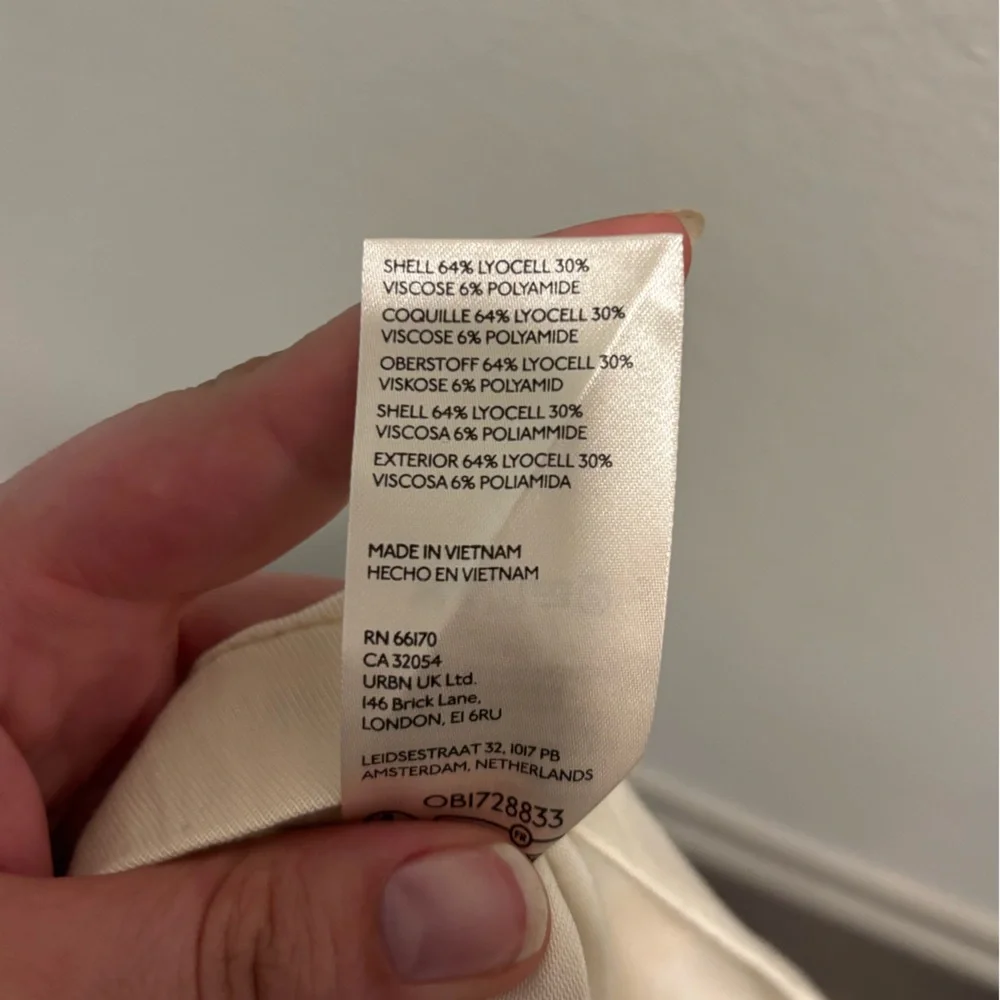 SHELL 64% LYOCELL 30%
VISCOSE 6% POLYAMIDE
COQUILLE 64% LYOCELL 30%
VISCOSE 6% POLYAMIDE
OBERSTOFF 64% LYOCELL 30%
VISKOSE 6% POLYAMID
SHELL 64% LYOCELL 30%
VISCOSA 6% POLIAMMIDE
EXTERIOR 64% LYOCELL 30%
VISCOSA 6% POLIAMIDA
MADE IN VIETNAM
HECHO EN VIETNAM
RN 66170
CA 32054
URBN UK Ltd.
146 Brick Lane,
LONDON, E1 6RU
LEIDSESTRAAT 32, 1017 PB
AMSTERDAM, NETHERLANDS
OB1728833
FR